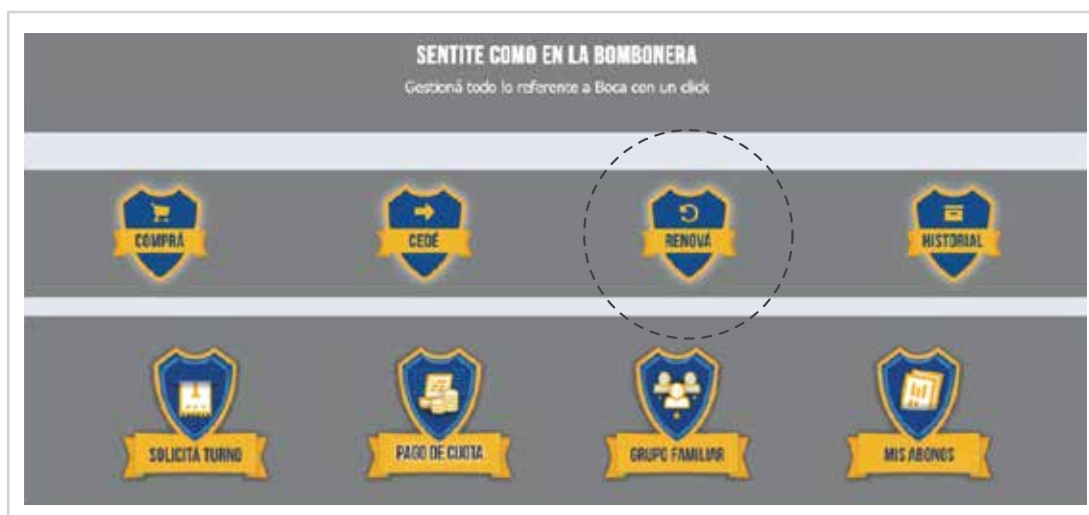 SENTITE COMO EN LA BOMBONERA
Gestioná todo lo referente a Boca con un click
COMPRÁ
CEDÉ
RENOVÁ
HISTORIAL
SOLICITÁ TURNO
PAGO DE CUOTA
GRUPO FAMILIAR
MIS ABONOS